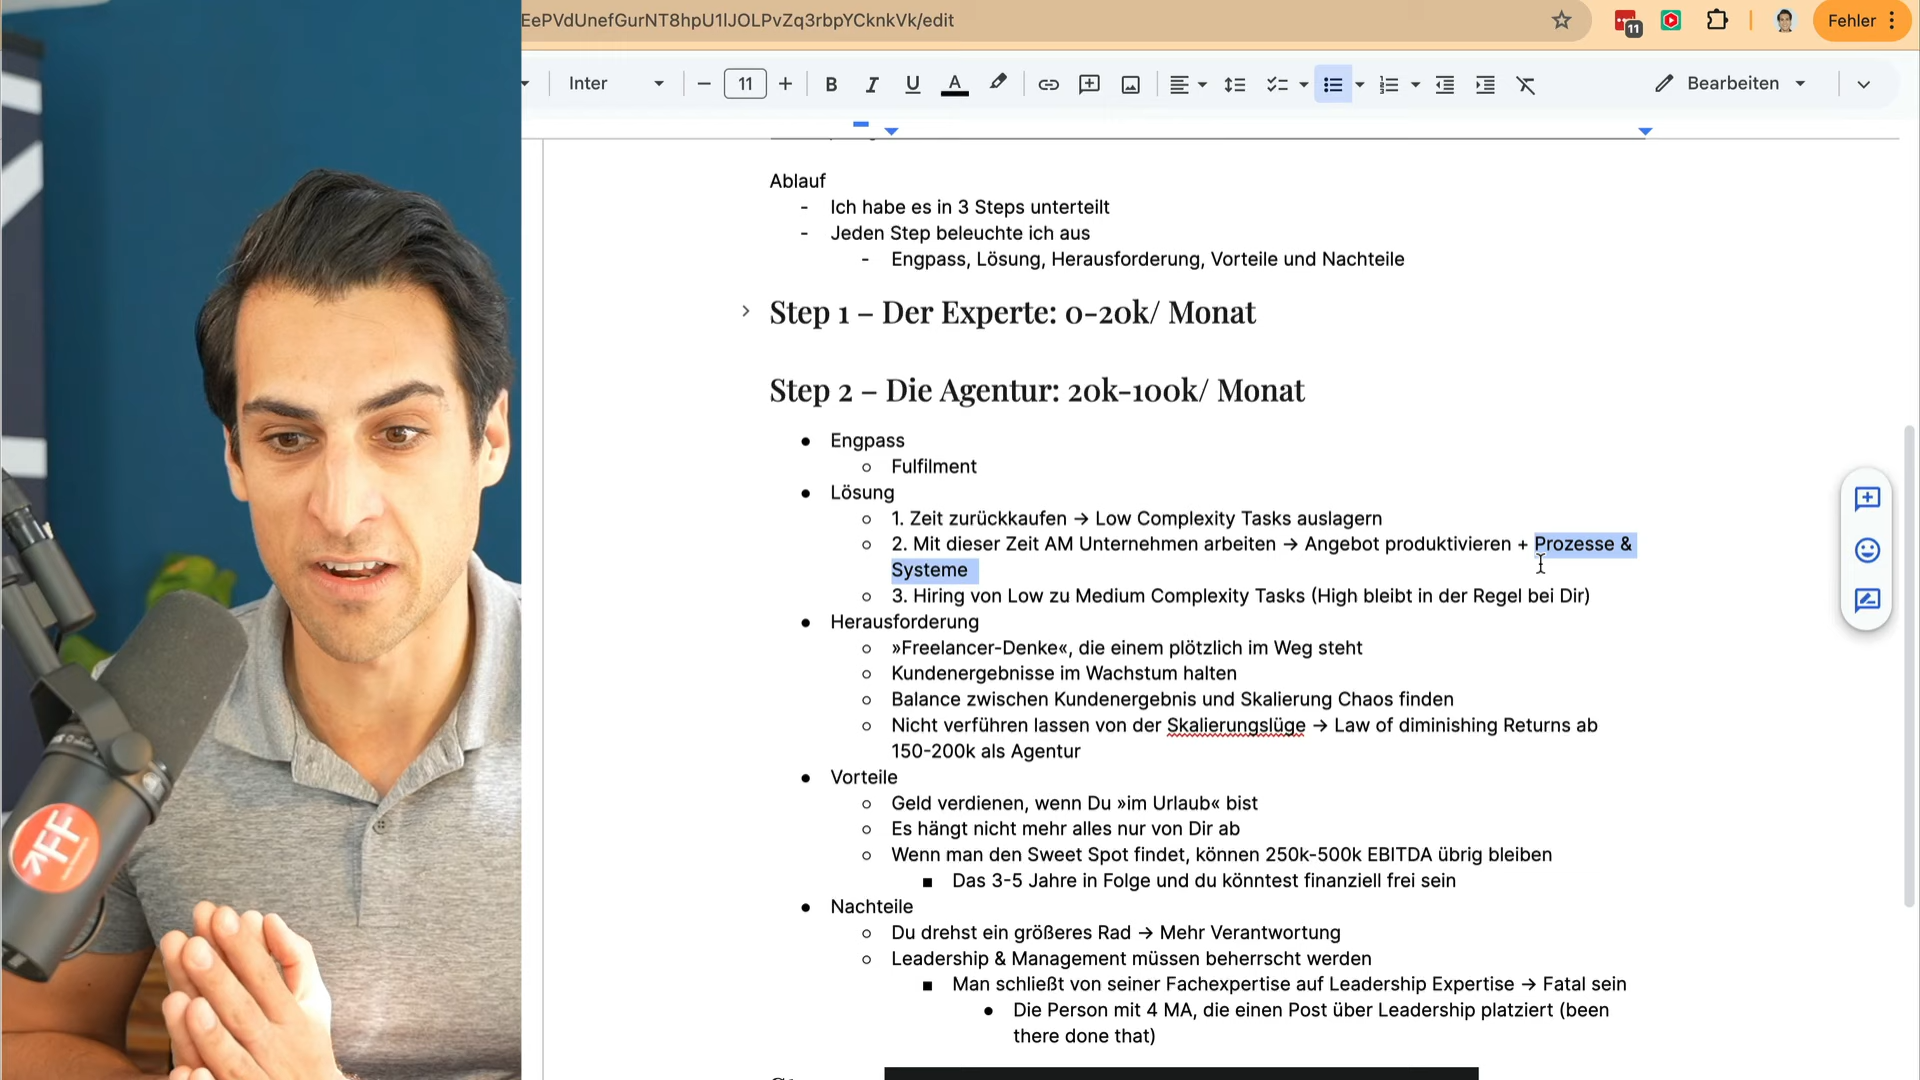 EePVdUnefGurNT8hpU1lJOLPvZq3rbpYCknkVk/edit
11
Fehler
Inter
11
B I U A
Bearbeiten
Ablauf
- Ich habe es in 3 Steps unterteilt
- Jeden Step beleuchte ich aus
- Engpass, Lösung, Herausforderung, Vorteile und Nachteile
Step 1 – Der Experte: 0-20k/ Monat
Step 2 – Die Agentur: 20k-100k/ Monat
● Engpass
○ Fulfilment
● Lösung
○ 1. Zeit zurückkaufen → Low Complexity Tasks auslagern
○ 2. Mit dieser Zeit AM Unternehmen arbeiten → Angebot produktivieren + Prozesse &
Systeme
○ 3. Hiring von Low zu Medium Complexity Tasks (High bleibt in der Regel bei Dir)
● Herausforderung
○ »Freelancer-Denke«, die einem plötzlich im Weg steht
○ Kundenergebnisse im Wachstum halten
○ Balance zwischen Kundenergebnis und Skalierung Chaos finden
○ Nicht verführen lassen von der Skalierungslüge → Law of diminishing Returns ab
150-200k als Agentur
● Vorteile
○ Geld verdienen, wenn Du »im Urlaub« bist
○ Es hängt nicht mehr alles nur von Dir ab
○ Wenn man den Sweet Spot findet, können 250k-500k EBITDA übrig bleiben
■ Das 3-5 Jahre in Folge und du könntest finanziell frei sein
● Nachteile
○ Du drehst ein größeres Rad → Mehr Verantwortung
○ Leadership & Management müssen beherrscht werden
■ Man schließt von seiner Fachexpertise auf Leadership Expertise → Fatal sein
● Die Person mit 4 MA, die einen Post über Leadership platziert (been
there done that)
AFF